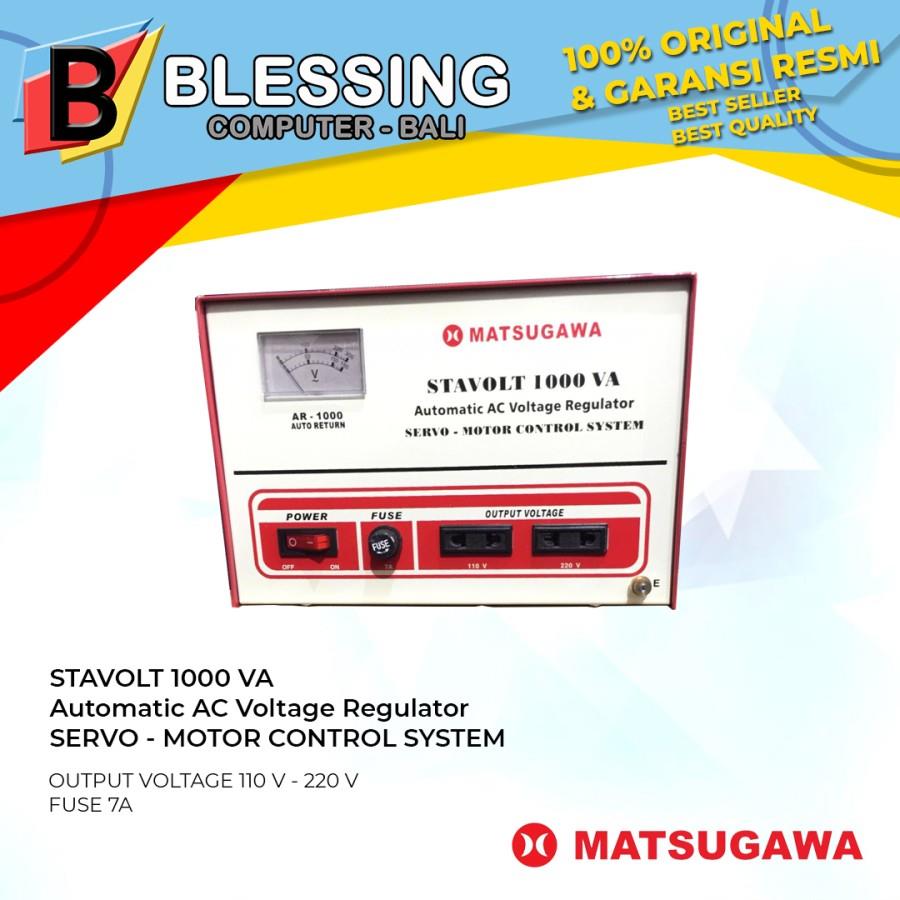 B
BLESSING
COMPUTER - BALI
100% ORIGINAL
& GARANSI RESMI
BEST SELLER
BEST QUALITY
MATSUGAWA
STAVOLT 1000 VA
Automatic AC Voltage Regulator
SERVO - MOTOR CONTROL SYSTEM
V
AR - 1000
AUTO RETURN
POWER
OFF ON
FUSE
FUSE
7A
OUTPUT VOLTAGE
110 V
220 V
E
STAVOLT 1000 VA
Automatic AC Voltage Regulator
SERVO - MOTOR CONTROL SYSTEM
OUTPUT VOLTAGE 110 V - 220 V
FUSE 7A
MATSUGAWA